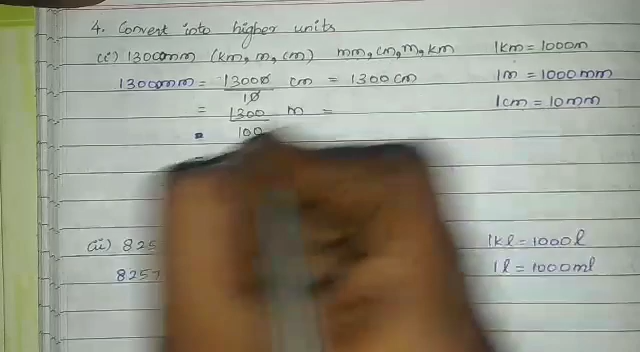 4. Convert into higher units
(i) 13000mm (km, m, cm) mm, cm, m, km 1km = 1000m
13000mm = 13000/10 cm = 1300 cm 1m = 1000mm
= 1300/100 m = 1cm = 10mm
=
(ii) 825 1kl = 1000l
8257 1l = 1000ml